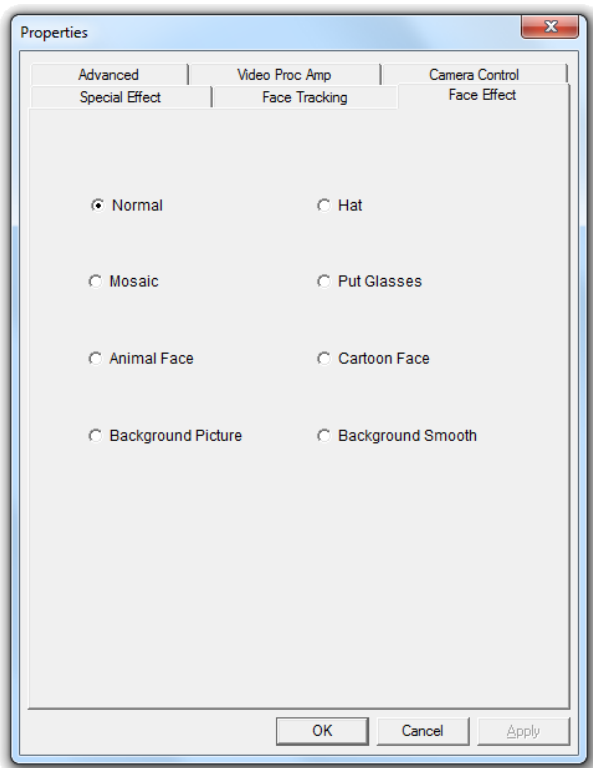 Properties
Advanced Video Proc Amp Camera Control
Special Effect Face Tracking Face Effect
Normal Hat
Mosaic Put Glasses
Animal Face Cartoon Face
Background Picture Background Smooth
OK Cancel Apply